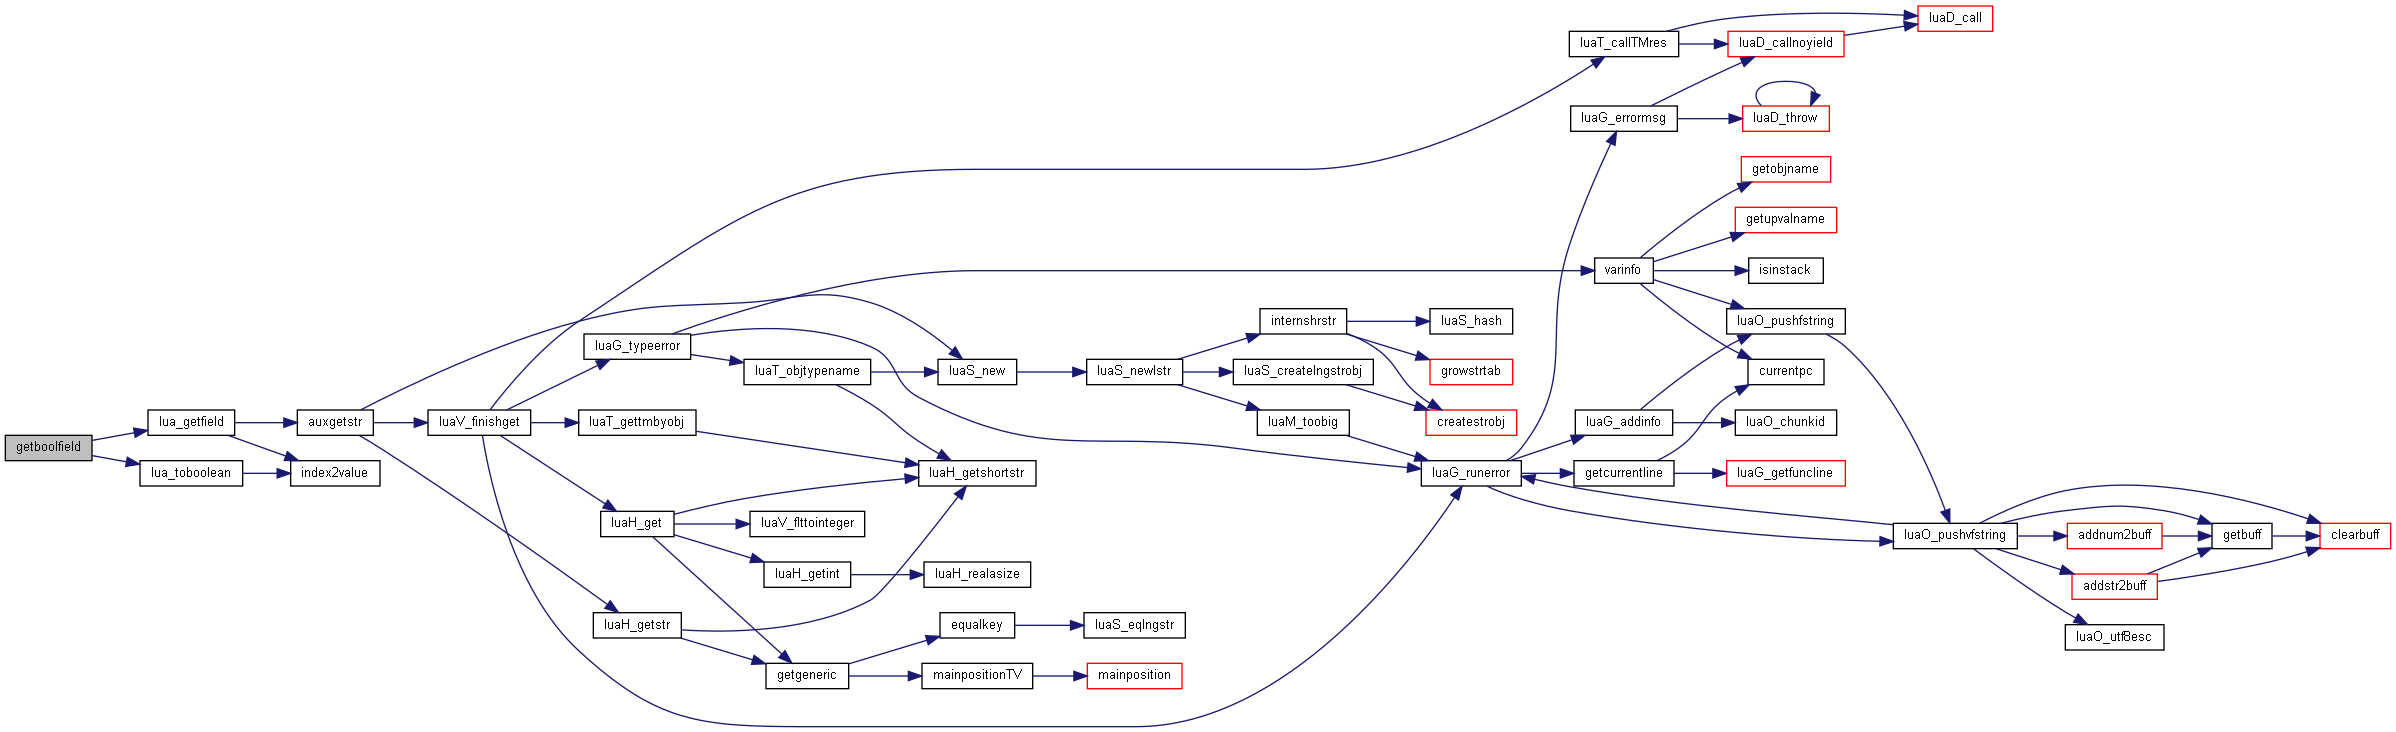 luaD_call
luaT_callTMres
luaD_callnoyield
luaG_errormsg
luaD_throw
getobjname
getupvalname
varinfo
isinstack
internshrstr
luaS_hash
luaO_pushfstring
luaG_typeerror
luaT_objtypename
luaS_new
luaS_newlstr
luaS_createlngstrobj
growstrtab
currentpc
lua_getfield
auxgetstr
luaV_finishget
luaT_gettmbyobj
luaM_toobig
createstrobj
luaG_addinfo
luaO_chunkid
getboolfield
lua_toboolean
index2value
luaH_getshortstr
luaG_runerror
getcurrentline
luaG_getfuncline
luaH_get
luaV_flttointeger
luaO_pushvfstring
addnum2buff
getbuff
clearbuff
luaH_getint
luaH_realasize
addstr2buff
luaH_getstr
equalkey
luaS_eqlngstr
luaO_utf8esc
getgeneric
mainpositionTV
mainposition